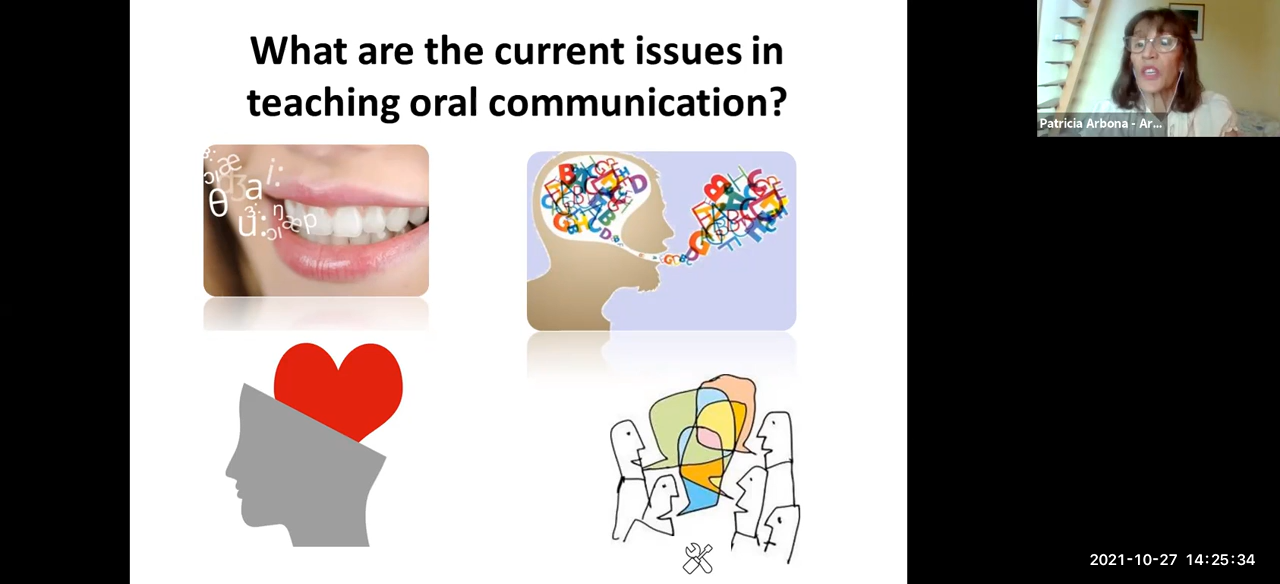 What are the current issues in
teaching oral communication?
Patricia Arbona - Ar...
2021-10-27 14:25:34